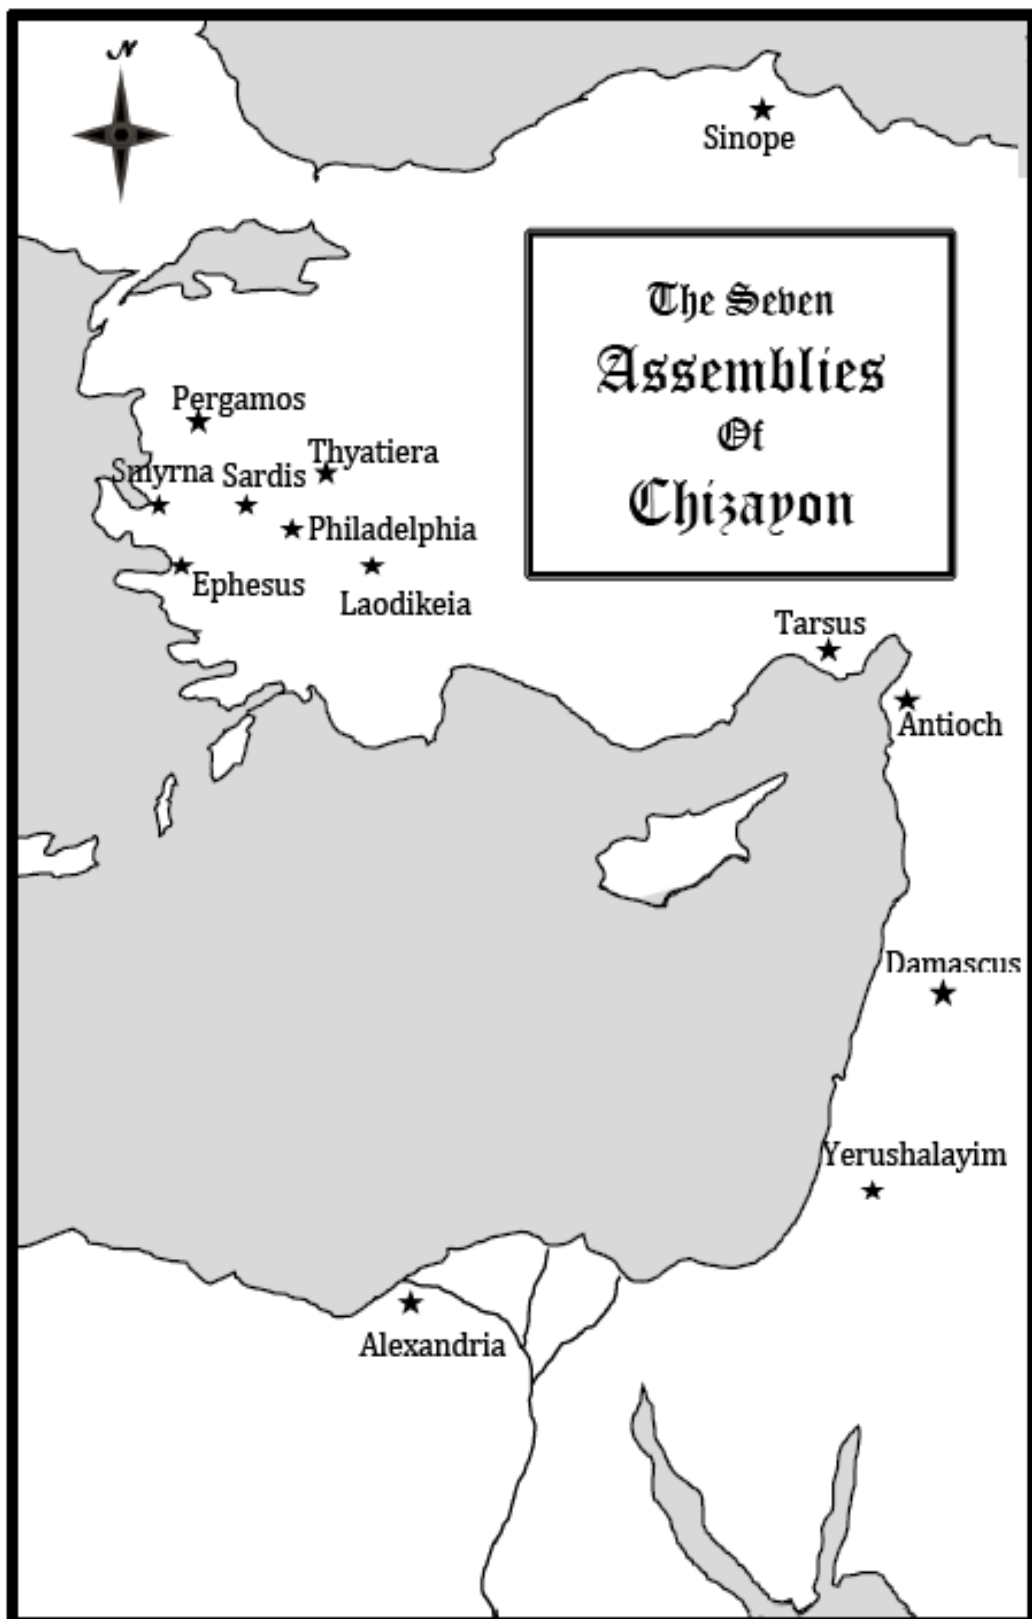 N
Sinope
The Seven
Assemblies
Of
Chizayon
Pergamos
Thyatiera
Smyrna
Sardis
Philadelphia
Ephesus
Laodikeia
Tarsus
Antioch
Damascus
Yerushalayim
Alexandria